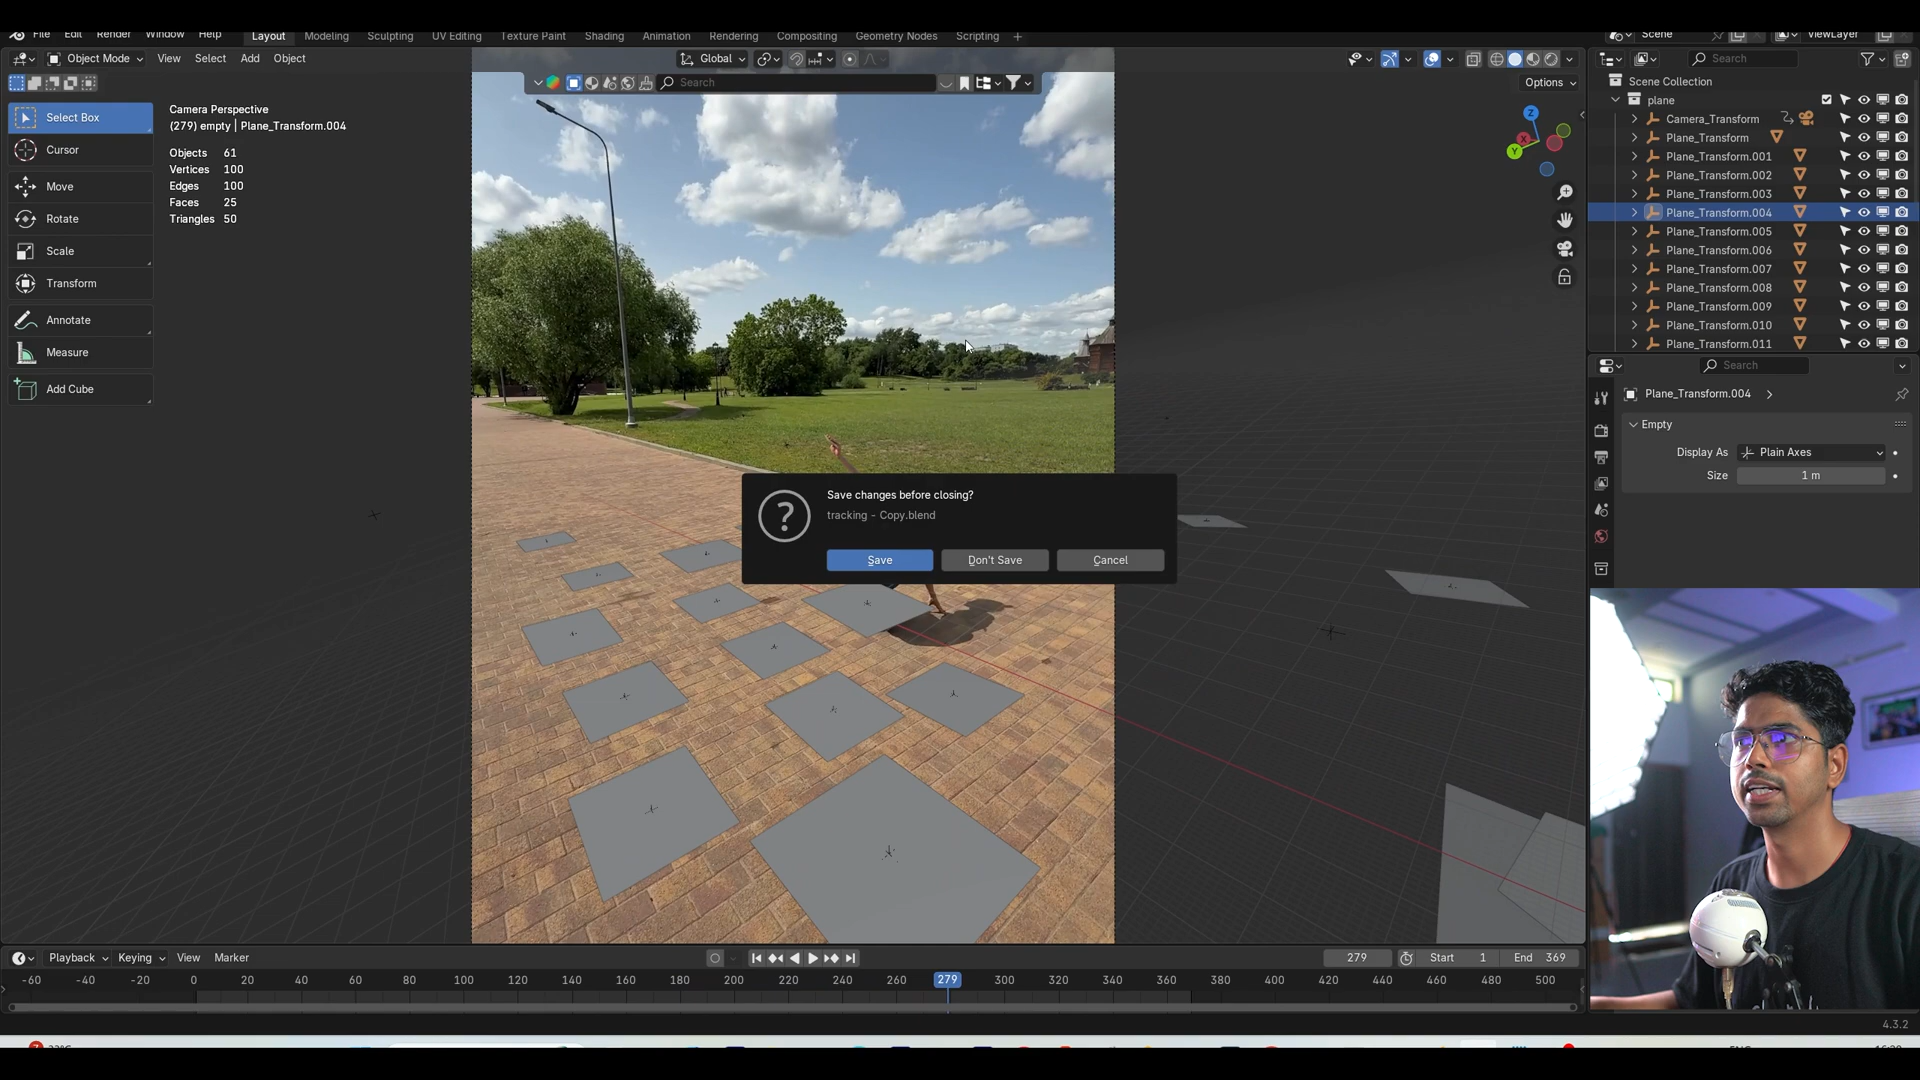 File Edit Render Window Help Layout Modeling Sculpting UV Editing Texture Paint Shading Animation Rendering Compositing Geometry Nodes Scripting + Scene ViewLayer
Object Mode View Select Add Object Global Search
Search Options
Select Box
Cursor
Move
Rotate
Scale
Transform
Annotate
Measure
Add Cube
Camera Perspective
(279) empty | Plane_Transform.004
Objects 61
Vertices 100
Edges 100
Faces 25
Triangles 50
Z
X
Y
Save changes before closing?
tracking - Copy.blend
Save Don't Save Cancel
Scene Collection
plane
Camera_Transform
Plane_Transform
Plane_Transform.001
Plane_Transform.002
Plane_Transform.003
Plane_Transform.004
Plane_Transform.005
Plane_Transform.006
Plane_Transform.007
Plane_Transform.008
Plane_Transform.009
Plane_Transform.010
Plane_Transform.011
Search
Plane_Transform.004
Empty
Display As Plain Axes
Size 1 m
Playback Keying View Marker 279 Start 1 End 369
-60 -40 -20 0 20 40 60 80 100 120 140 160 180 200 220 240 260 279 300 320 340 360 380 400 420 440 460 480 500
4.3.2